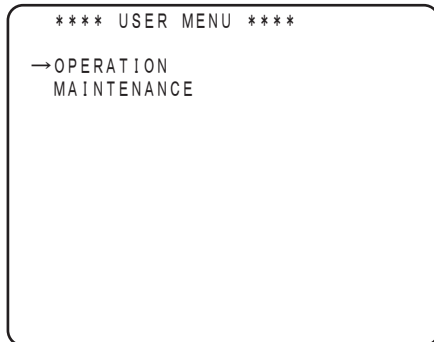 **** USER MENU ****
→OPERATION
MAINTENANCE